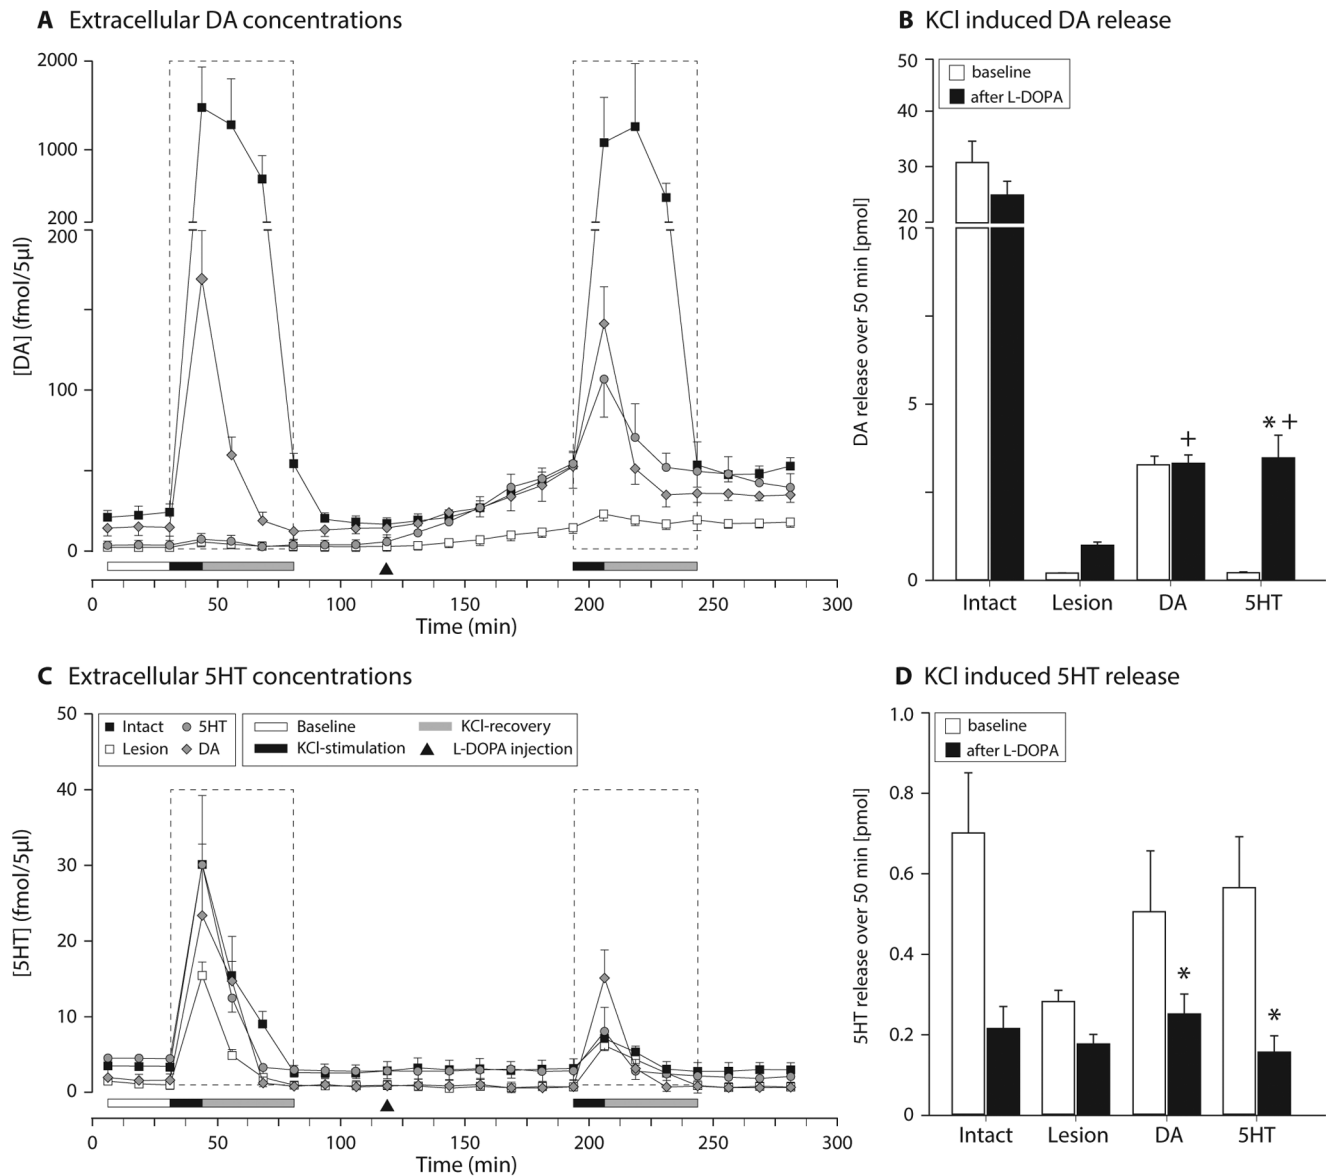 A Extracellular DA concentrations
2000
1000
200
200
100
0
[DA] (fmol/5µl)
0 50 100 150 200 250 300
Time (min)
B KCl induced DA release
baseline
after L-DOPA
50
40
30
20
10
5
0
DA release over 50 min [pmol]
+
* +
Intact Lesion DA 5HT
C Extracellular 5HT concentrations
50
40
30
20
10
0
[5HT] (fmol/5µl)
Intact 5HT
Lesion DA
Baseline KCl-recovery
KCl-stimulation L-DOPA injection
0 50 100 150 200 250 300
Time (min)
D KCl induced 5HT release
baseline
after L-DOPA
1.0
0.8
0.6
0.4
0.2
0
5HT release over 50 min [pmol]
*
*
Intact Lesion DA 5HT